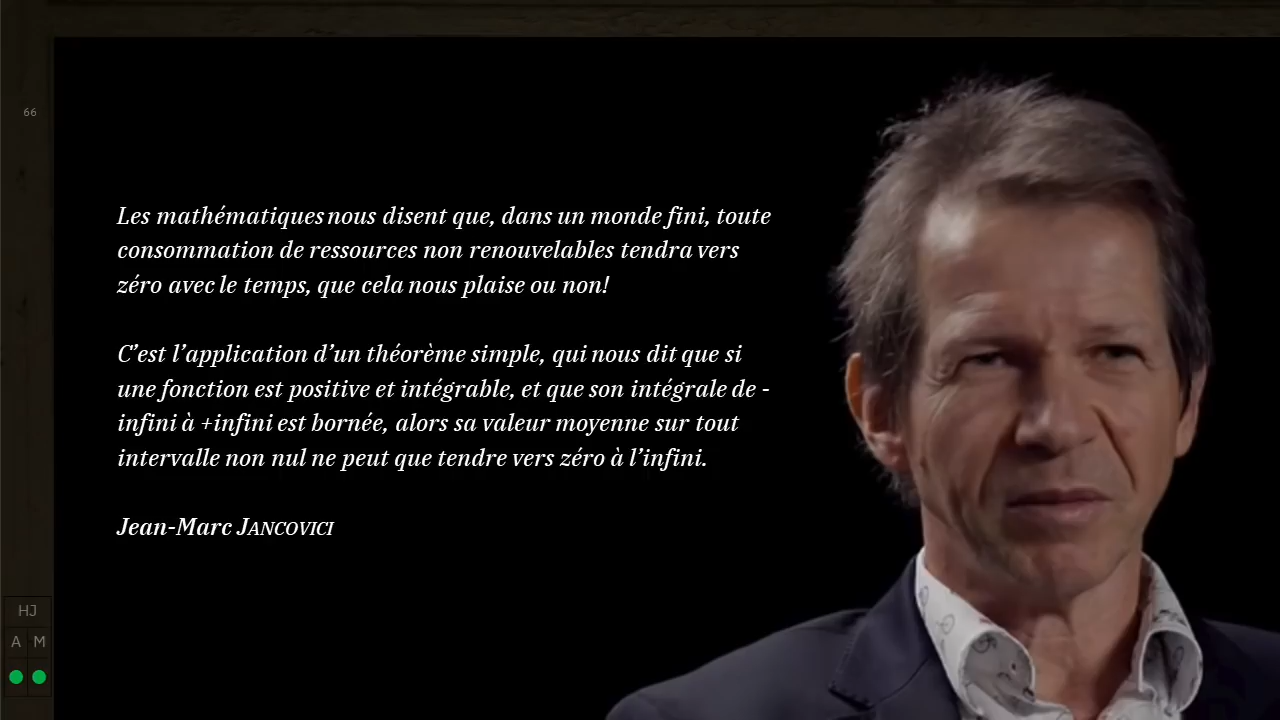 66
Les mathématiques nous disent que, dans un monde fini, toute
consommation de ressources non renouvelables tendra vers
zéro avec le temps, que cela nous plaise ou non!
C’est l’application d’un théorème simple, qui nous dit que si
une fonction est positive et intégrable, et que son intégrale de -
infini à +infini est bornée, alors sa valeur moyenne sur tout
intervalle non nul ne peut que tendre vers zéro à l’infini.
Jean-Marc JANCOVICI
HJ
A M